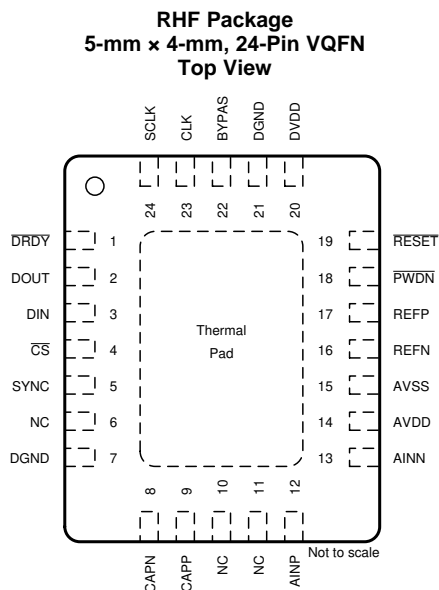 RHF Package
5-mm × 4-mm, 24-Pin VQFN
Top View
SCLK
CLK
BYPAS
DGND
DVDD
24
23
22
21
20
DRDY 1
DOUT 2
DIN 3
CS 4
SYNC 5
NC 6
DGND 7
Thermal
Pad
19 RESET
18 PWDN
17 REFP
16 REFN
15 AVSS
14 AVDD
13 AINN
8
9
10
11
12
CAPN
CAPP
NC
NC
AINP
Not to scale